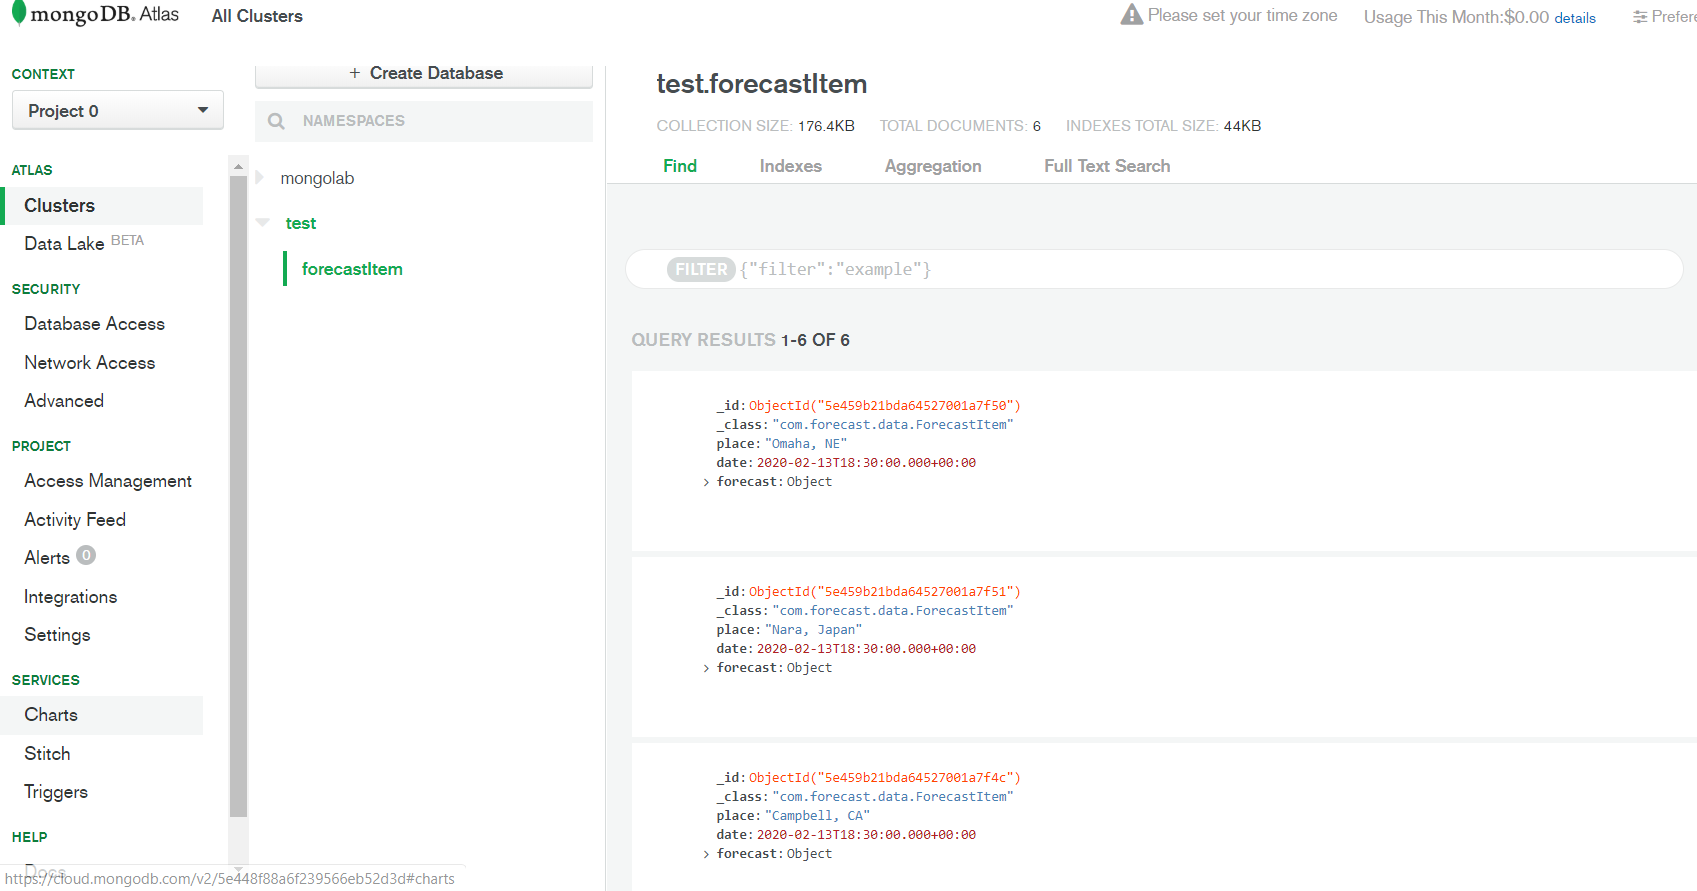 mongoDB. Atlas All Clusters Please set your time zone Usage This Month:$0.00 details Prefere
CONTEXT
Project 0
ATLAS
Clusters
Data Lake BETA
SECURITY
Database Access
Network Access
Advanced
PROJECT
Access Management
Activity Feed
Alerts 0
Integrations
Settings
SERVICES
Charts
Stitch
Triggers
HELP
Docs
https://cloud.mongodb.com/v2/5e448f88a6f239566eb52d3d#charts
+ Create Database
NAMESPACES
mongolab
test
forecastItem
test.forecastItem
COLLECTION SIZE: 176.4KB TOTAL DOCUMENTS: 6 INDEXES TOTAL SIZE: 44KB
Find Indexes Aggregation Full Text Search
FILTER {"filter":"example"}
QUERY RESULTS 1-6 OF 6
_id: ObjectId("5e459b21bda64527001a7f50")
_class: "com.forecast.data.ForecastItem"
place: "Omaha, NE"
date: 2020-02-13T18:30:00.000+00:00
> forecast: Object
_id: ObjectId("5e459b21bda64527001a7f51")
_class: "com.forecast.data.ForecastItem"
place: "Nara, Japan"
date: 2020-02-13T18:30:00.000+00:00
> forecast: Object
_id: ObjectId("5e459b21bda64527001a7f4c")
_class: "com.forecast.data.ForecastItem"
place: "Campbell, CA"
date: 2020-02-13T18:30:00.000+00:00
> forecast: Object